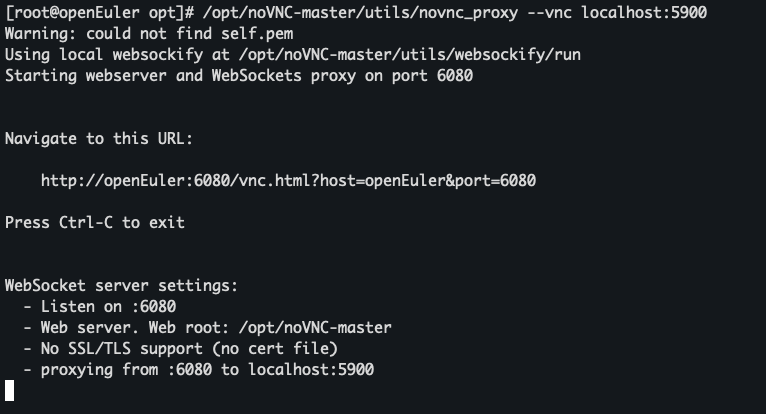 [root@openEuler opt]# /opt/noVNC-master/utils/novnc_proxy --vnc localhost:5900
Warning: could not find self.pem
Using local websockify at /opt/noVNC-master/utils/websockify/run
Starting webserver and WebSockets proxy on port 6080
Navigate to this URL:
http://openEuler:6080/vnc.html?host=openEuler&port=6080
Press Ctrl-C to exit
WebSocket server settings:
- Listen on :6080
- Web server. Web root: /opt/noVNC-master
- No SSL/TLS support (no cert file)
- proxying from :6080 to localhost:5900